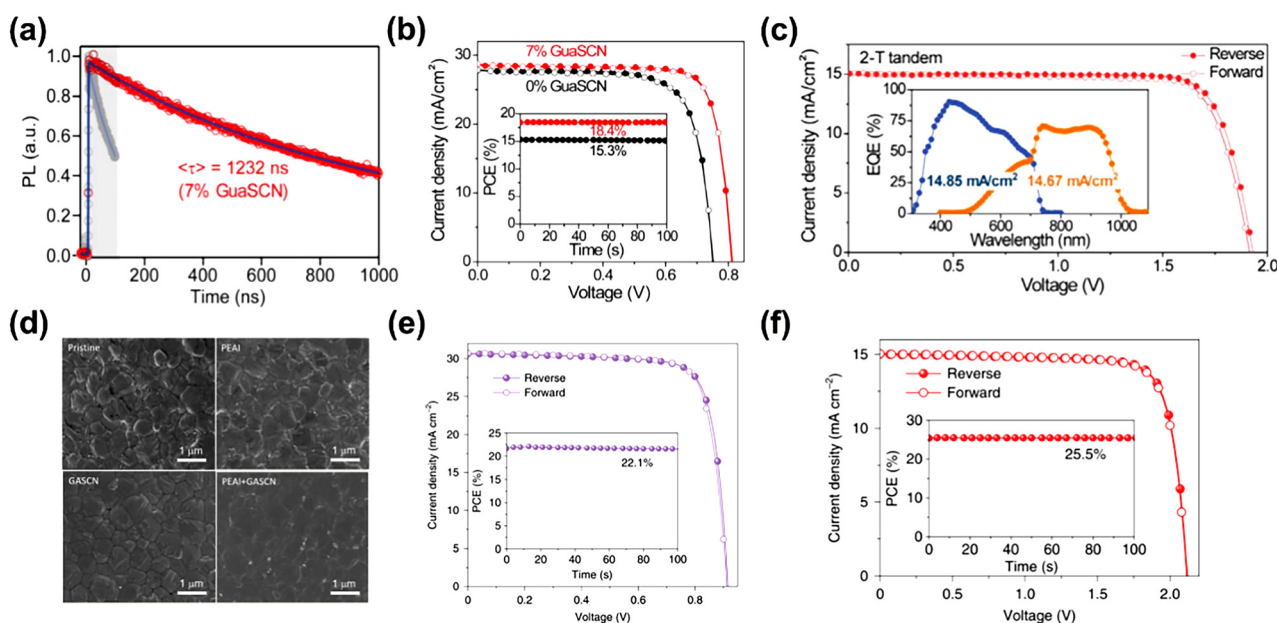 (a)
PL (a.u.)
1.0
0.8
0.6
0.4
0.2
0.0
<τ> = 1232 ns
(7% GuaSCN)
0 200 400 600 800 1000
Time (ns)
(b)
Current density (mA/cm²)
30
25
20
15
10
5
0
7% GuaSCN
0% GuaSCN
PCE (%)
20
15
10
5
0
18.4%
15.3%
0 20 40 60 80 100
Time (s)
0.0 0.2 0.4 0.6 0.8
Voltage (V)
(c)
Current density (mA/cm²)
15
10
5
0
2-T tandem
Reverse
Forward
EQE (%)
100
75
50
25
0
14.85 mA/cm²
14.67 mA/cm²
400 600 800 1000
Wavelength (nm)
0.0 0.5 1.0 1.5 2.0
Voltage (V)
(d)
Pristine
1 μm
PEAI
1 μm
GASCN
1 μm
PEAI+GASCN
1 μm
(e)
Current density (mA cm⁻²)
30
25
20
15
10
5
0
Reverse
Forward
PCE (%)
25
22
20
15
10
5
0
22.1%
0 20 40 60 80 100
Time (s)
0 0.2 0.4 0.6 0.8
Voltage (V)
(f)
Current density (mA cm⁻²)
15
10
5
0
Reverse
Forward
PCE (%)
30
25
20
15
10
5
0
25.5%
0 20 40 60 80 100
Time (s)
0 0.5 1.0 1.5 2.0
Voltage (V)